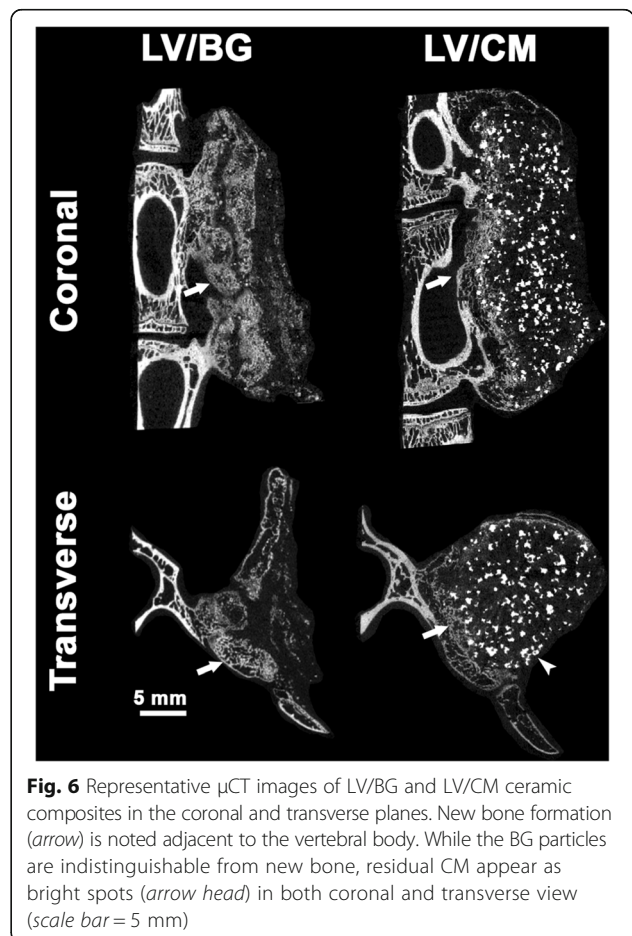 LV/BG LV/CM
Coronal
Transverse
5 mm
Fig. 6 Representative μCT images of LV/BG and LV/CM ceramic
composites in the coronal and transverse planes. New bone formation
(arrow) is noted adjacent to the vertebral body. While the BG particles
are indistinguishable from new bone, residual CM appear as
bright spots (arrow head) in both coronal and transverse view
(scale bar = 5 mm)